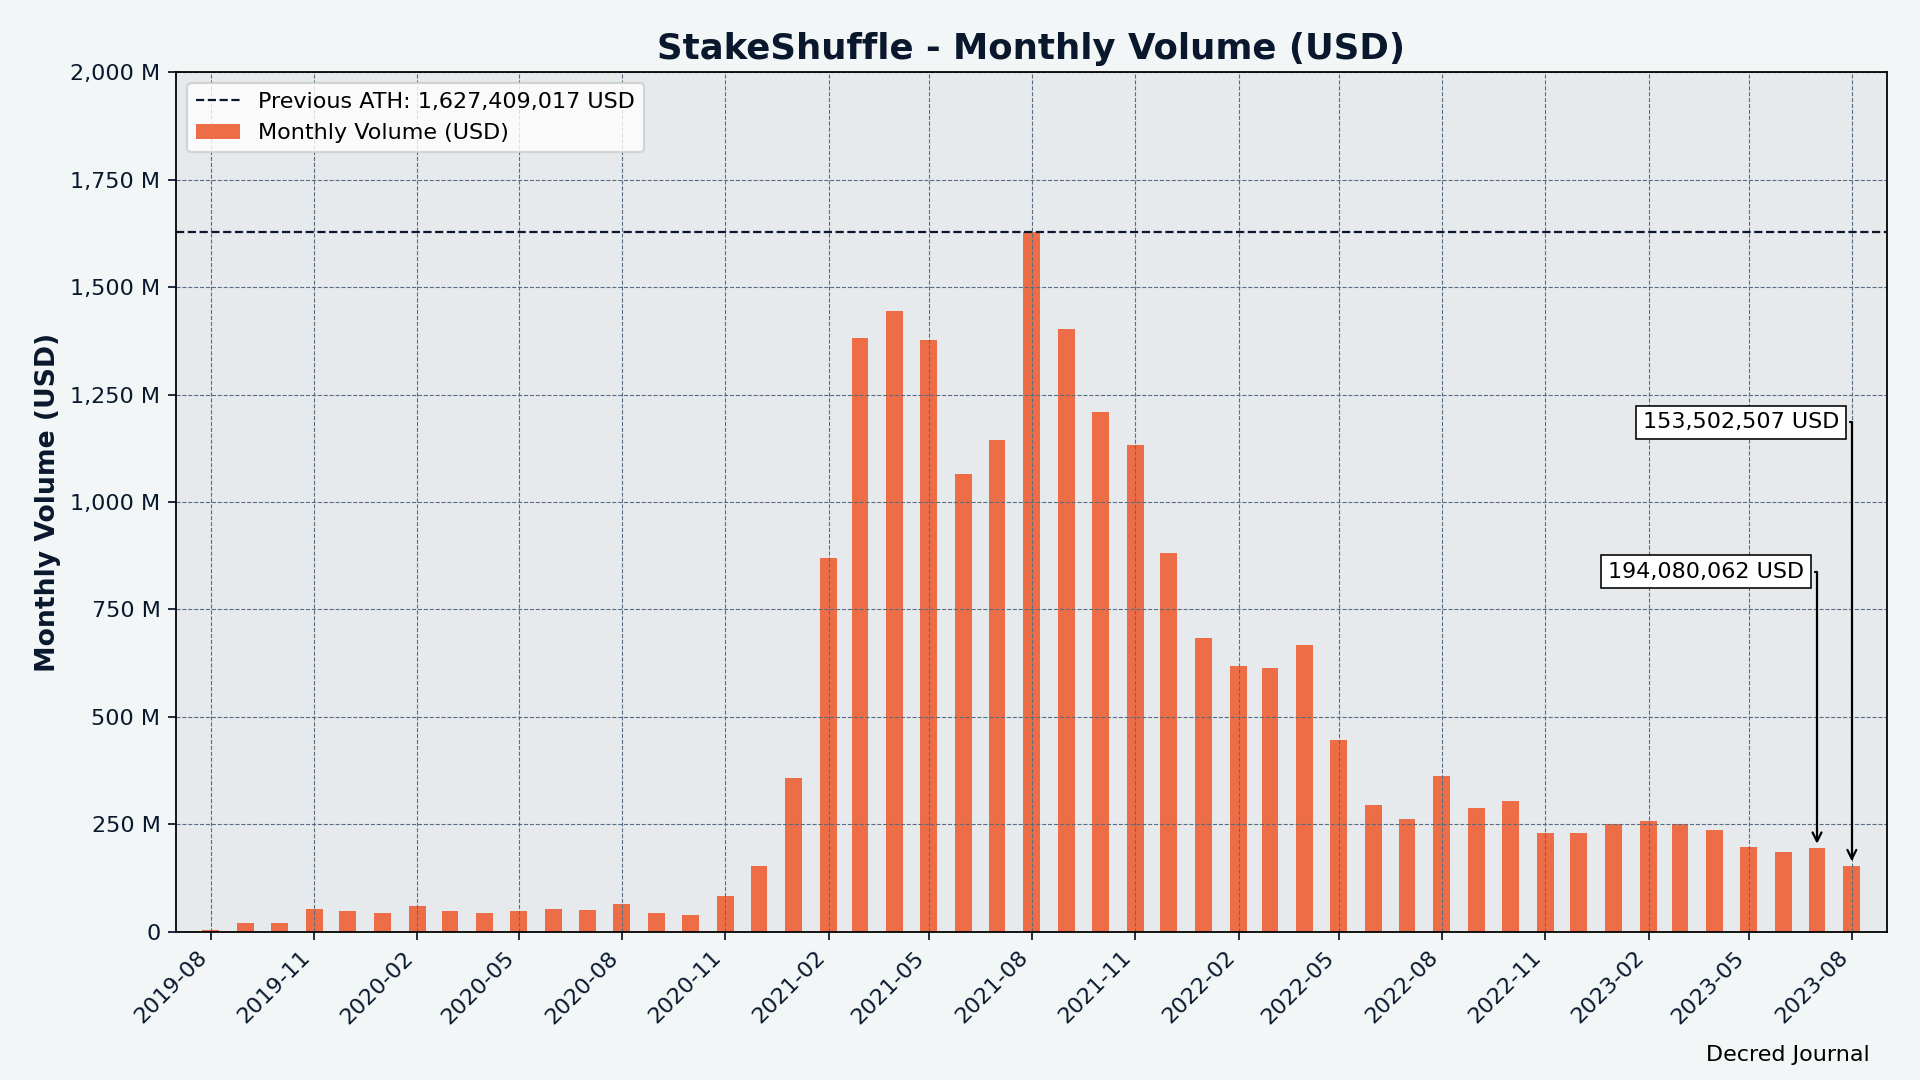 StakeShuffle - Monthly Volume (USD)
Previous ATH: 1,627,409,017 USD
Monthly Volume (USD)
Monthly Volume (USD)
2,000 M
1,750 M
1,500 M
1,250 M
1,000 M
750 M
500 M
250 M
0
153,502,507 USD
194,080,062 USD
2019-08
2019-11
2020-02
2020-05
2020-08
2020-11
2021-02
2021-05
2021-08
2021-11
2022-02
2022-05
2022-08
2022-11
2023-02
2023-05
2023-08
Decred Journal